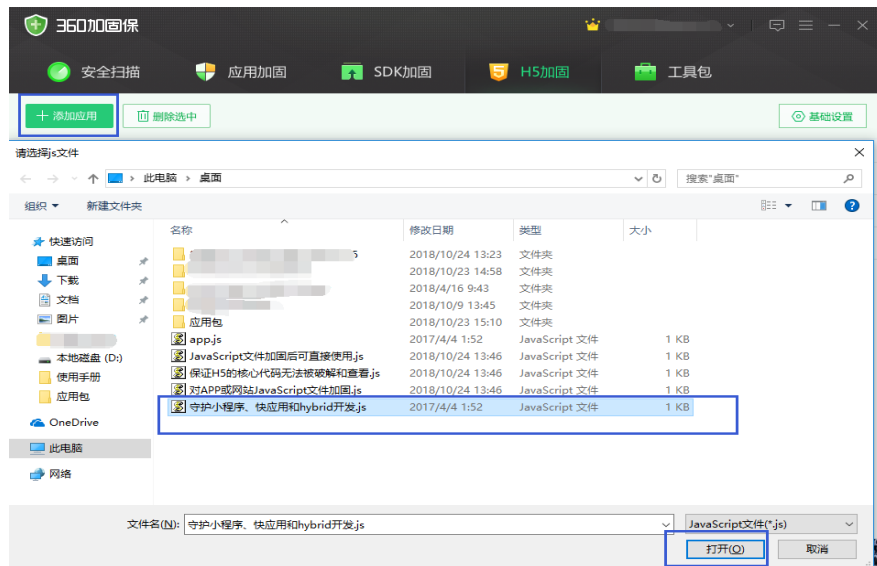 360加固保
安全扫描 应用加固 SDK加固 H5加固 工具包
添加应用 删除选中 基础设置
请选择js文件
此电脑 › 桌面 搜索"桌面"
组织 新建文件夹
名称 修改日期 类型 大小
快速访问
桌面
下载
文档
图片
本地磁盘 (D:)
使用手册
应用包
OneDrive
此电脑
网络
5 2018/10/24 13:23 文件夹
2018/10/23 14:58 文件夹
2018/4/16 9:43 文件夹
2018/10/9 13:45 文件夹
应用包 2018/10/23 15:10 文件夹
app.js 2017/4/4 1:52 JavaScript 文件 1 KB
JavaScript文件加固后可直接使用.js 2018/10/24 13:46 JavaScript 文件 1 KB
保证H5的核心代码无法被破解和查看.js 2018/10/24 13:46 JavaScript 文件 1 KB
对APP或网站JavaScript文件加固.js 2018/10/24 13:46 JavaScript 文件 1 KB
守护小程序、快应用和hybrid开发.js 2017/4/4 1:52 JavaScript 文件 1 KB
文件名(N): 守护小程序、快应用和hybrid开发.js JavaScript文件(*.js)
打开(O) 取消